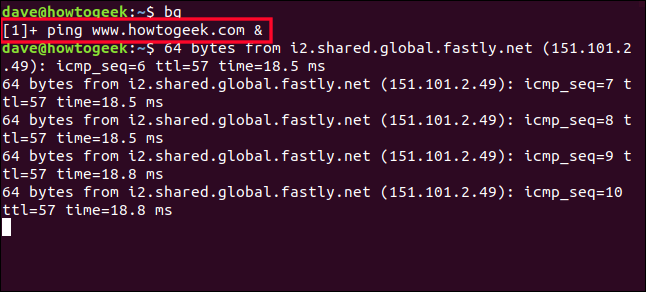 dave@howtogeek:~$ bg
[1]+ ping www.howtogeek.com &
dave@howtogeek:~$ 64 bytes from i2.shared.global.fastly.net (151.101.2
.49): icmp_seq=6 ttl=57 time=18.5 ms
64 bytes from i2.shared.global.fastly.net (151.101.2.49): icmp_seq=7 t
tl=57 time=18.5 ms
64 bytes from i2.shared.global.fastly.net (151.101.2.49): icmp_seq=8 t
tl=57 time=18.5 ms
64 bytes from i2.shared.global.fastly.net (151.101.2.49): icmp_seq=9 t
tl=57 time=18.8 ms
64 bytes from i2.shared.global.fastly.net (151.101.2.49): icmp_seq=10
ttl=57 time=18.8 ms